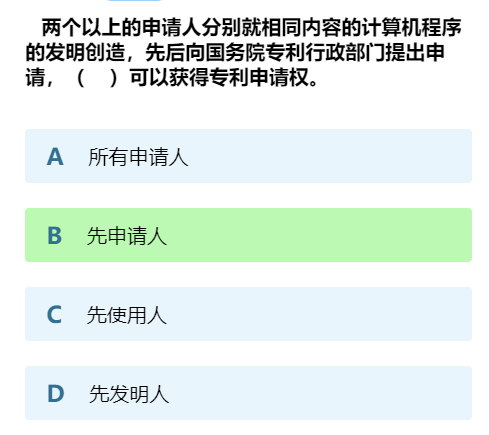 两个以上的申请人分别就相同内容的计算机程序
的发明创造，先后向国务院专利行政部门提出申
请，（　）可以获得专利申请权。
A 所有申请人
B 先申请人
C 先使用人
D 先发明人